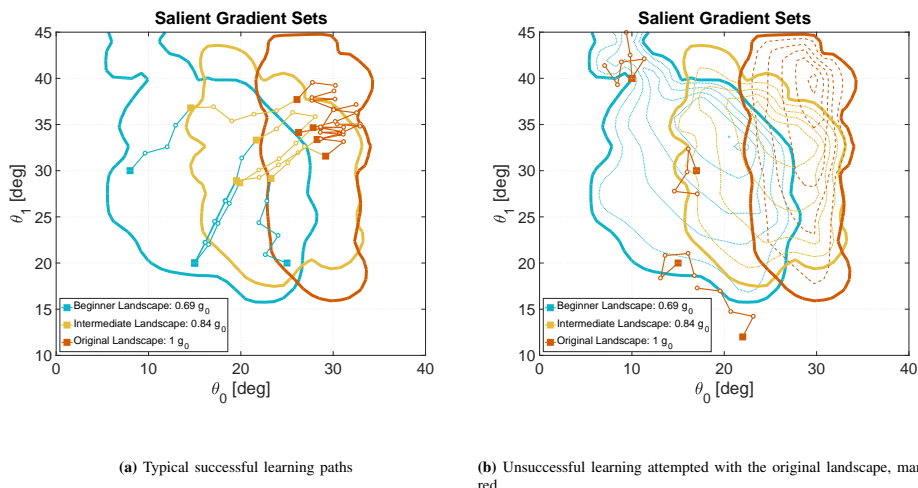 Salient Gradient Sets
45
40
35
30
25
20
15
10
θ1 [deg]
Beginner Landscape: 0.69 g0
Intermediate Landscape: 0.84 g0
Original Landscape: 1 g0
0 10 20 30 40
θ0 [deg]
(a) Typical successful learning paths
Salient Gradient Sets
45
40
35
30
25
20
15
10
θ1 [deg]
Beginner Landscape: 0.69 g0
Intermediate Landscape: 0.84 g0
Original Landscape: 1 g0
0 10 20 30 40
θ0 [deg]
(b) Unsuccessful learning attempted with the original landscape, mar
red